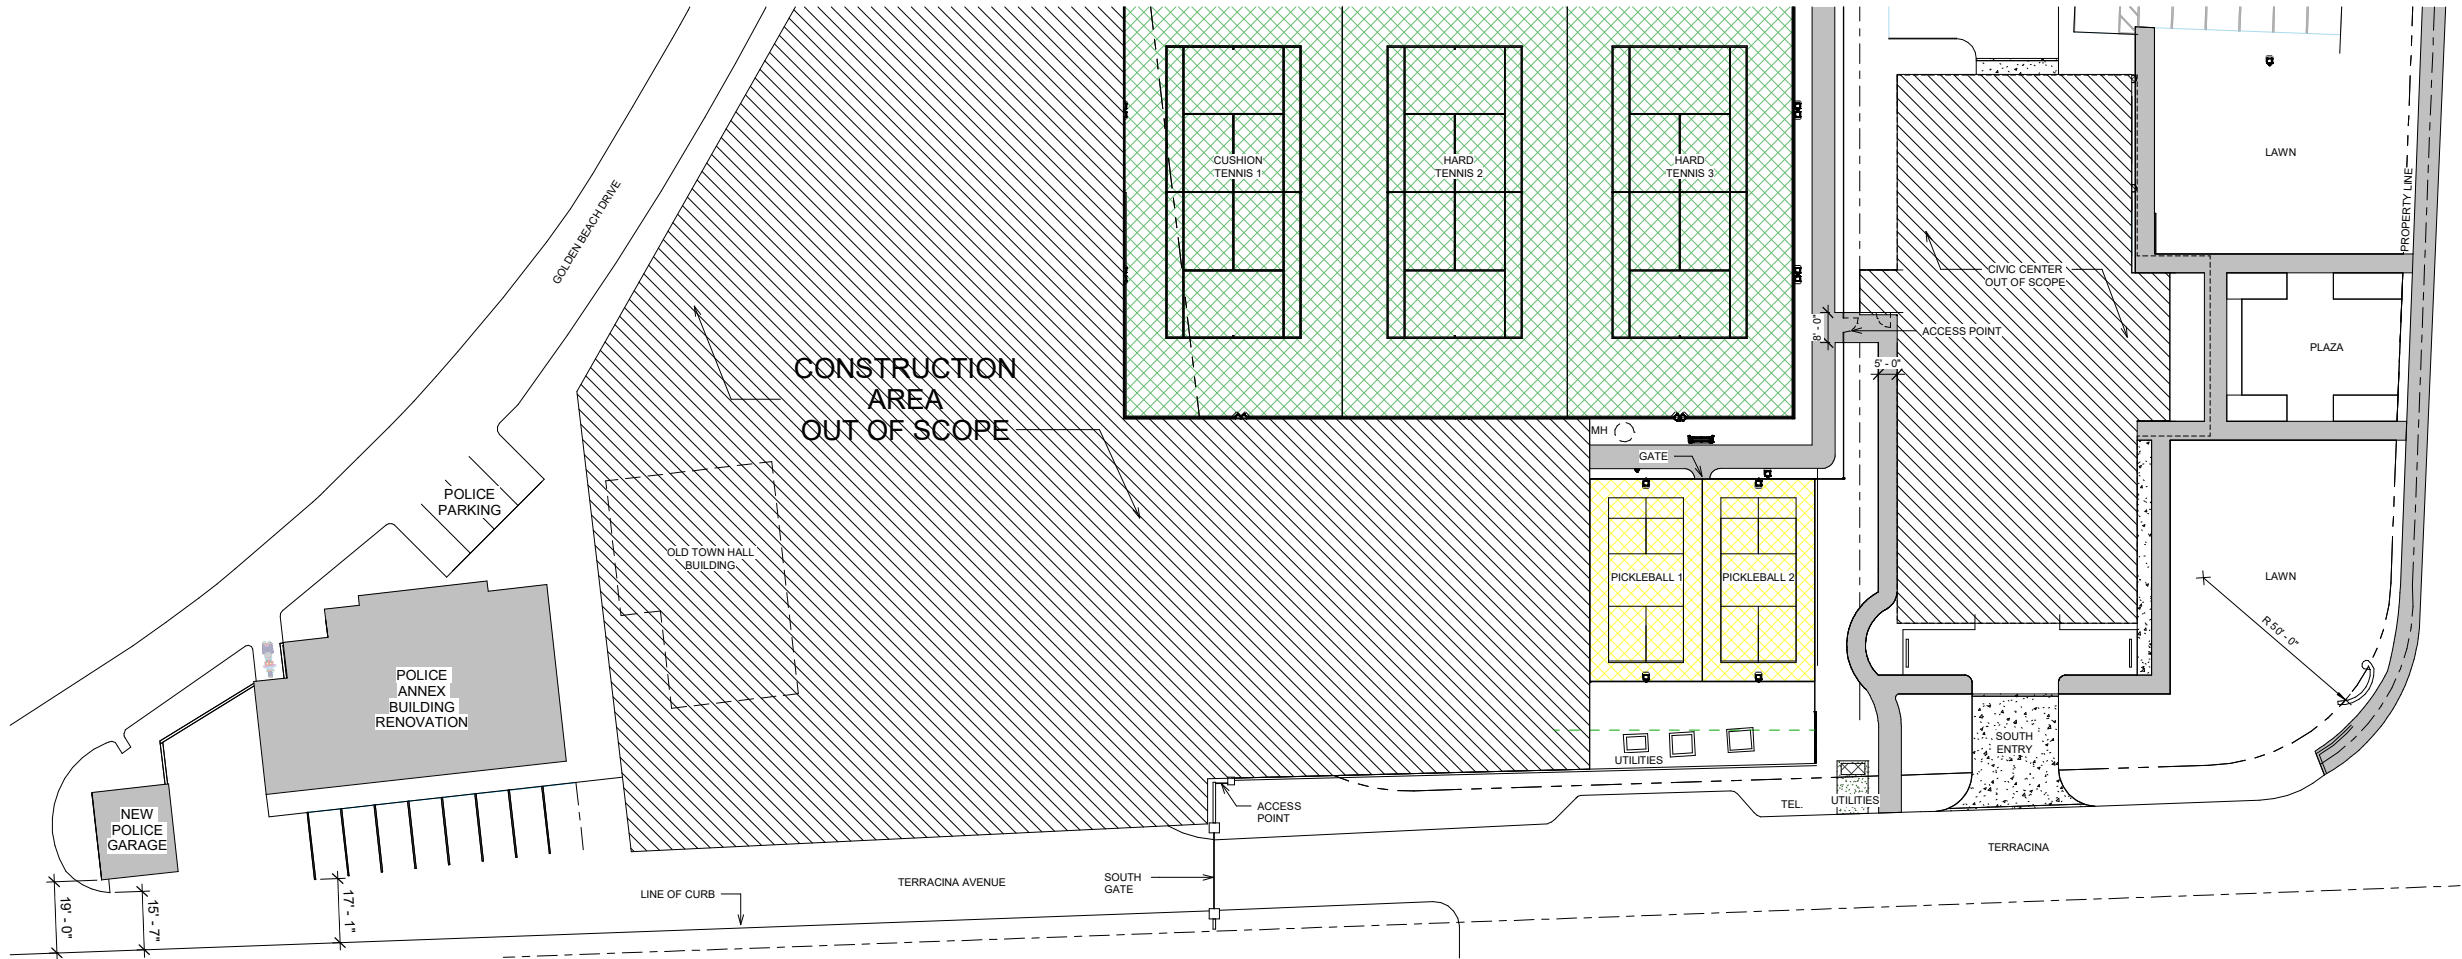 GOLDEN BEACH DRIVE
CUSHION
TENNIS 1
HARD
TENNIS 2
HARD
TENNIS 3
LAWN
PROPERTY LINE
CIVIC CENTER
OUT OF SCOPE
8' - 0"
ACCESS POINT
5' - 0"
PLAZA
CONSTRUCTION
AREA
OUT OF SCOPE
MH
GATE
POLICE
PARKING
OLD TOWN HALL
BUILDING
PICKLEBALL 1
PICKLEBALL 2
LAWN
R 50' - 0"
POLICE
ANNEX
BUILDING
RENOVATION
SOUTH
ENTRY
UTILITIES
NEW
POLICE
GARAGE
ACCESS
POINT
TEL.
UTILITIES
TERRACINA
TERRACINA AVENUE
SOUTH
GATE
LINE OF CURB
19' - 0"
15' - 7"
17' - 1"